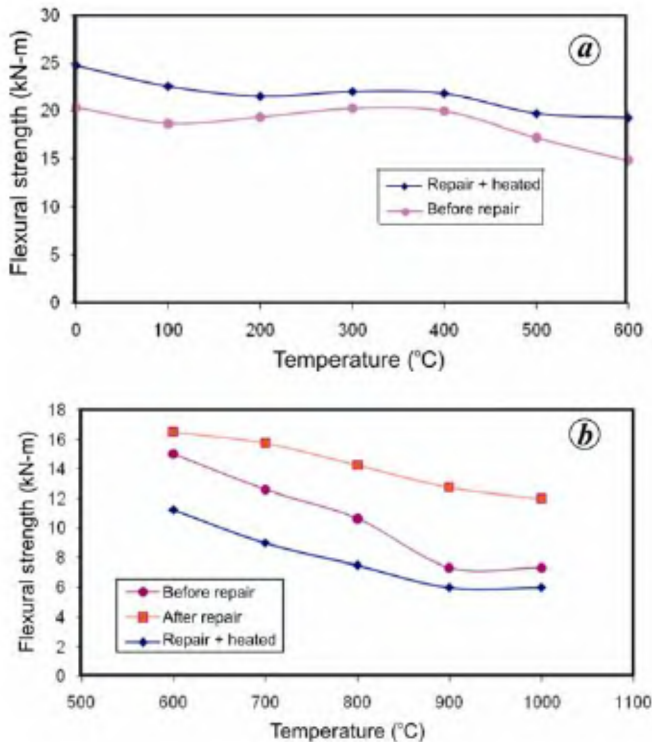 30
25
20
15
10
5
0
Flexural strength (kN-m)
a
Repair + heated
Before repair
0 100 200 300 400 500 600
Temperature (°C)
18
16
14
12
10
8
6
4
2
0
Flexural strength (kN-m)
b
Before repair
After repair
Repair + heated
500 600 700 800 900 1000 1100
Temperature (°C)